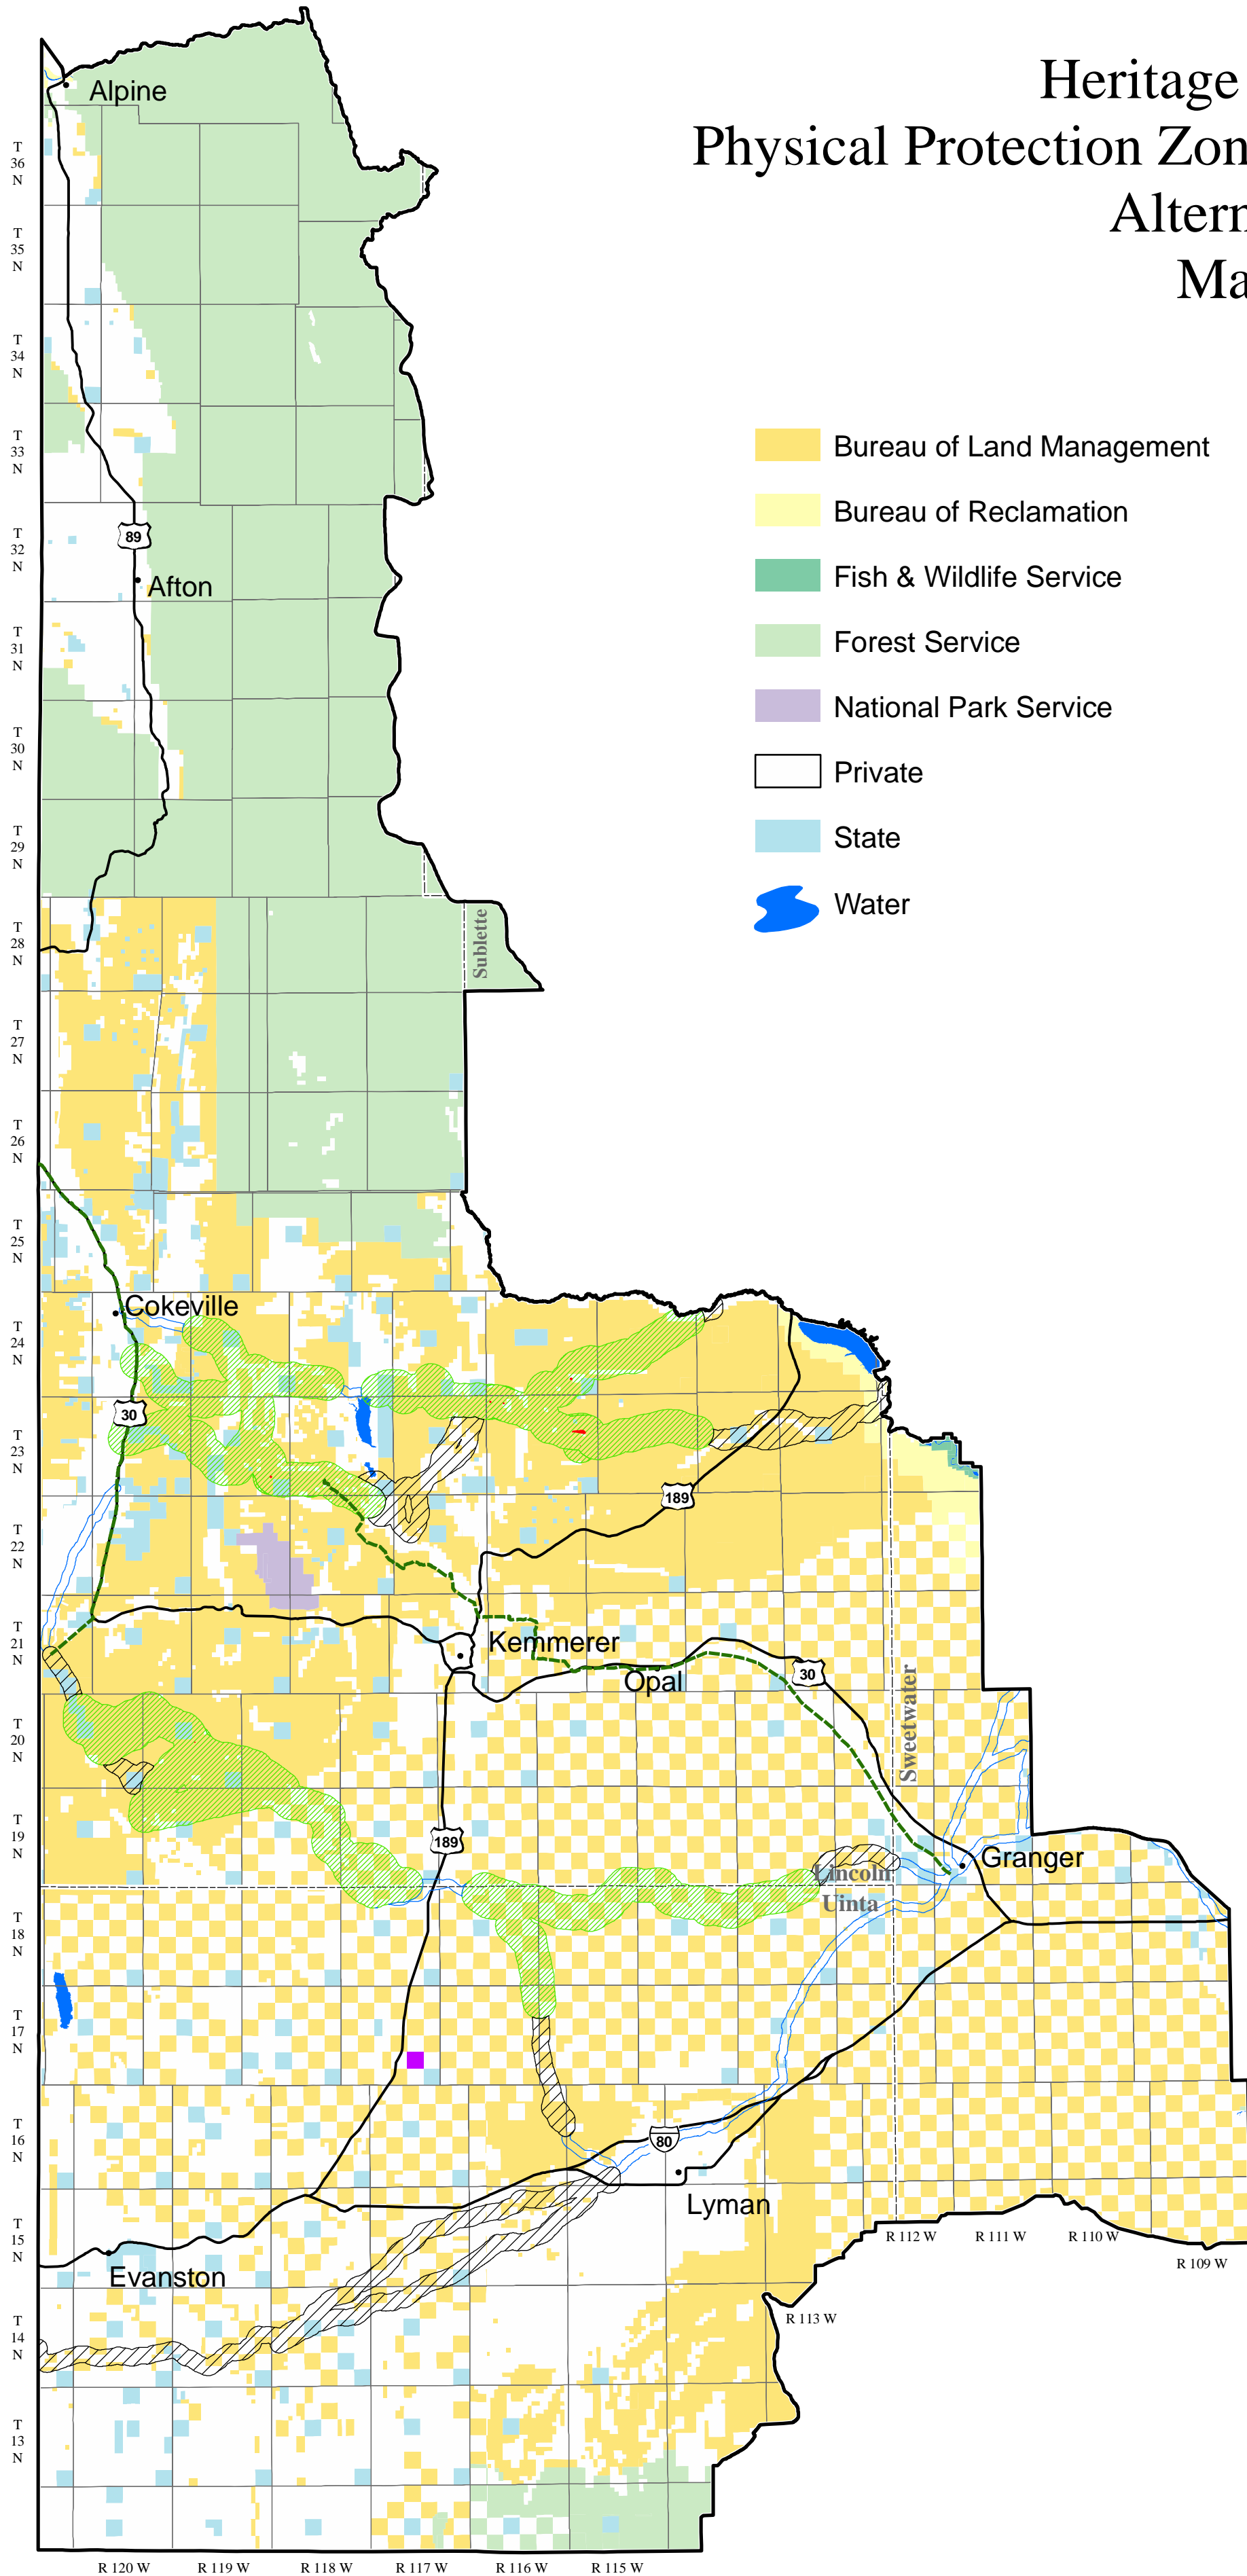 Heritage
Physical Protection Zon
Altern
Ma
Bureau of Land Management
Bureau of Reclamation
Fish & Wildlife Service
Forest Service
National Park Service
Private
State
Water
Alpine
T
36
N
T
35
N
T
34
N
T
33
N
89
T
32
N
Afton
T
31
N
T
30
N
T
29
N
Sublette
T
28
N
T
27
N
T
26
N
T
25
N
Cokeville
T
24
N
30
T
23
N
189
T
22
N
T
21
N
Kemmerer
Opal
30
Sweetwater
T
20
N
T
19
N
189
Granger
Lincoln
Uinta
T
18
N
T
17
N
T
16
N
80
Lyman
T
15
N
R 112 W
R 111 W
R 110 W
R 109 W
Evanston
R 113 W
T
14
N
T
13
N
R 120 W
R 119 W
R 118 W
R 117 W
R 116 W
R 115 W